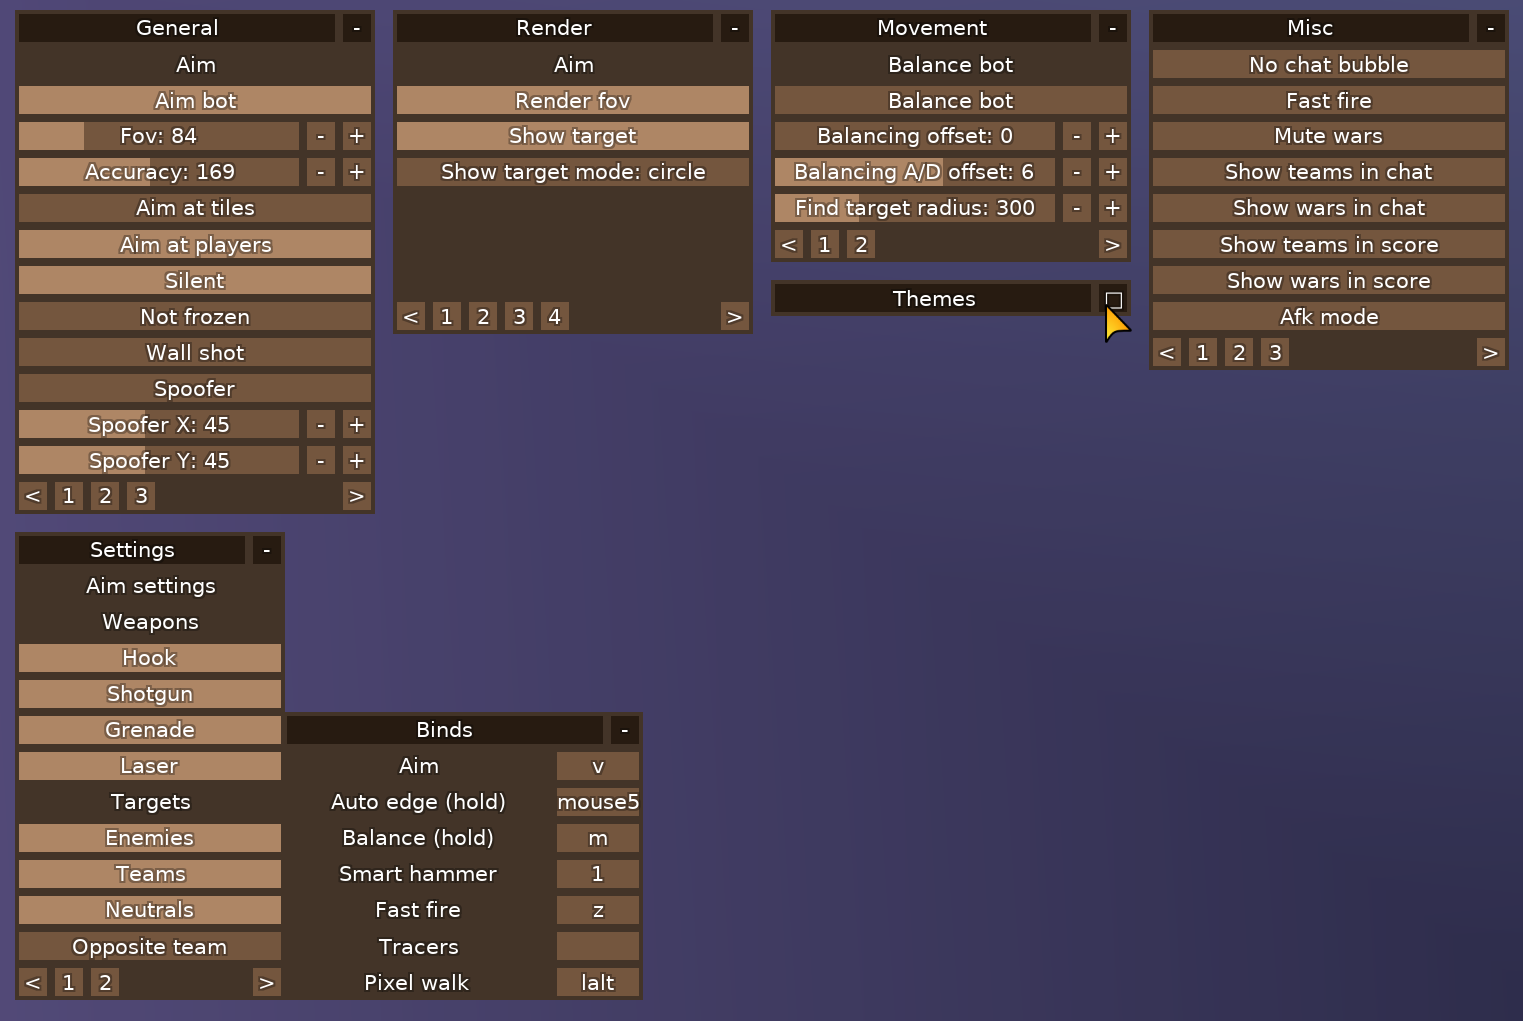 General -
Aim
Aim bot
Fov: 84 - +
Accuracy: 169 - +
Aim at tiles
Aim at players
Silent
Not frozen
Wall shot
Spoofer
Spoofer X: 45 - +
Spoofer Y: 45 - +
< 1 2 3 >
Render -
Aim
Render fov
Show target
Show target mode: circle
< 1 2 3 4 >
Movement -
Balance bot
Balance bot
Balancing offset: 0 - +
Balancing A/D offset: 6 - +
Find target radius: 300 - +
< 1 2 >
Themes □
Misc -
No chat bubble
Fast fire
Mute wars
Show teams in chat
Show wars in chat
Show teams in score
Show wars in score
Afk mode
< 1 2 3 >
Settings -
Aim settings
Weapons
Hook
Shotgun
Grenade
Laser
Targets
Enemies
Teams
Neutrals
Opposite team
< 1 2 >
Binds -
Aim v
Auto edge (hold) mouse5
Balance (hold) m
Smart hammer 1
Fast fire z
Tracers
Pixel walk lalt